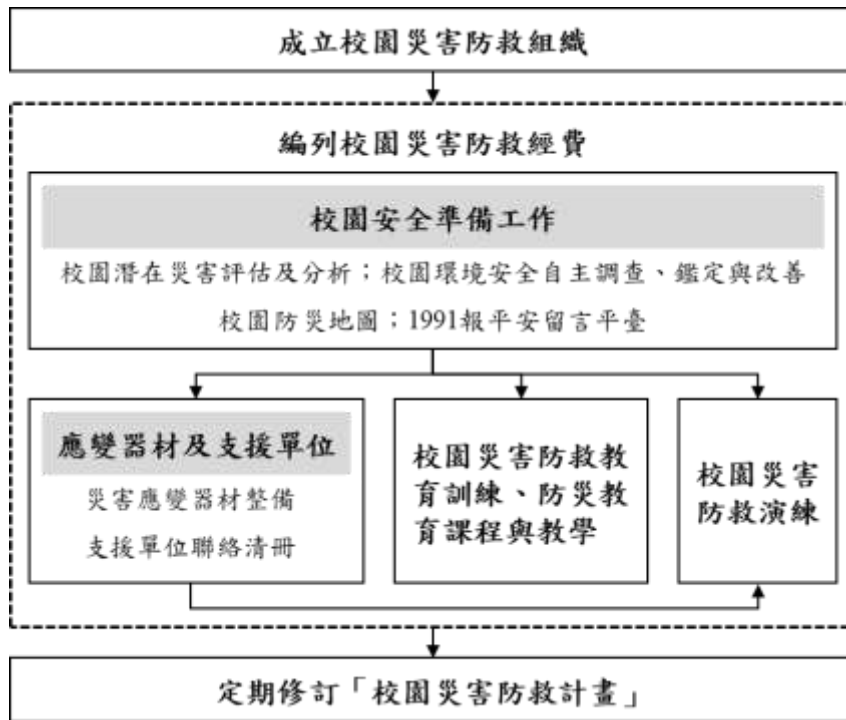 成立校園災害防救組織
編列校園災害防救經費
校園安全準備工作
校園潛在災害評估及分析；校園環境安全自主調查、鑑定與改善
校園防災地圖；1991報平安留言平臺
應變器材及支援單位
災害應變器材整備
支援單位聯絡清冊
校園災害防救教
育訓練、防災教
育課程與教學
校園災害
防救演練
定期修訂「校園災害防救計畫」